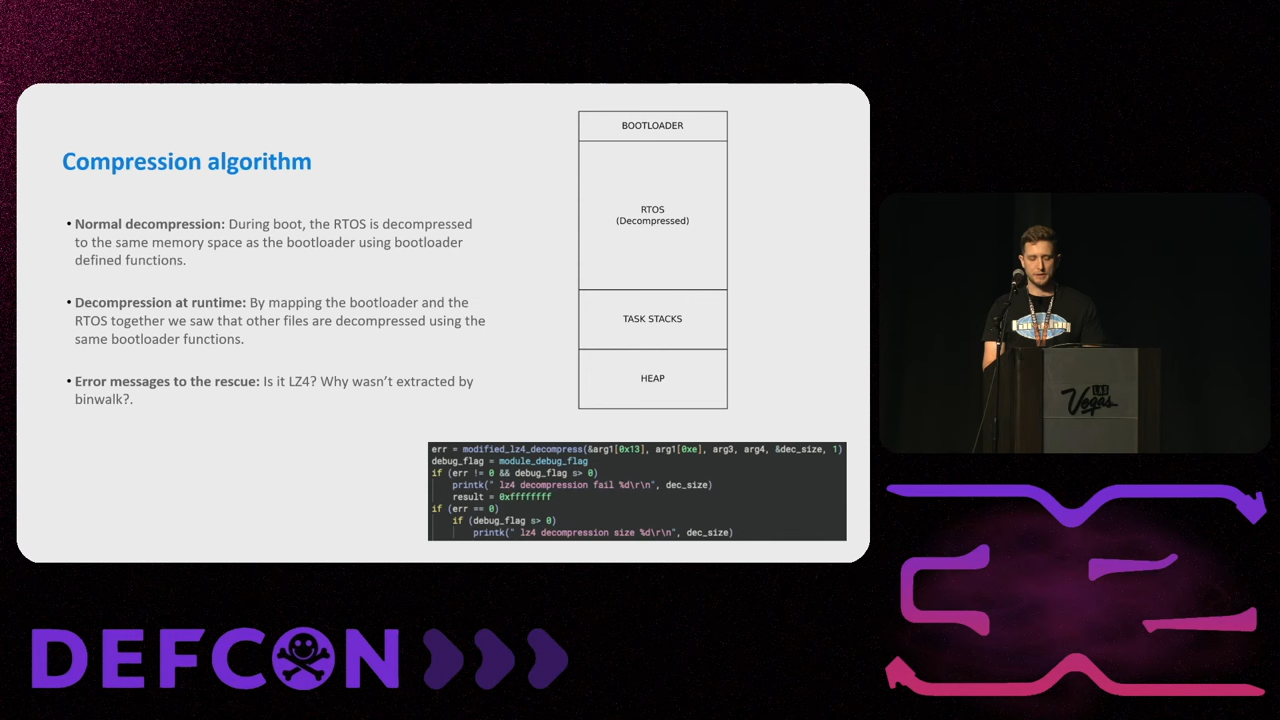 Compression algorithm
• Normal decompression: During boot, the RTOS is decompressed
to the same memory space as the bootloader using bootloader
defined functions.
• Decompression at runtime: By mapping the bootloader and the
RTOS together we saw that other files are decompressed using the
same bootloader functions.
• Error messages to the rescue: Is it LZ4? Why wasn’t extracted by
binwalk?.
BOOTLOADER
RTOS
(Decompressed)
TASK STACKS
HEAP
err = modified_lz4_decompress(&arg1[0x13], arg1[0xe], arg3, arg4, &dec_size, 1)
debug_flag = module_debug_flag
if (err != 0 && debug_flag s> 0)
printk(" lz4 decompression fail %d\r\n", dec_size)
result = 0xffffffff
if (err == 0)
if (debug_flag s> 0)
printk(" lz4 decompression size %d\r\n", dec_size)
LAS
Vegas
DEFCON